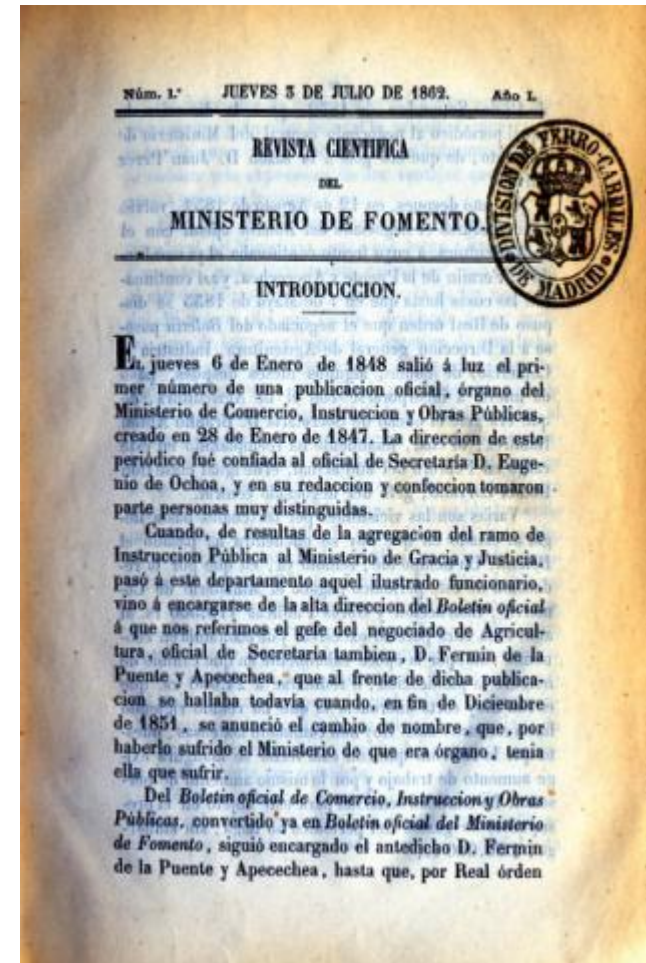 Núm. 1.° JUEVES 3 DE JULIO DE 1862. Año I.
REVISTA CIENTIFICA
DEL
MINISTERIO DE FOMENTO.
DIVISION DE FERRO-CARRILES
DE MADRID
INTRODUCCION.
EL jueves 6 de Enero de 1848 salió á luz el pri-
mer número de una publicacion oficial, órgano del
Ministerio de Comercio, Instruccion y Obras Públicas,
creado en 28 de Enero de 1847. La direccion de este
periódico fué confiada al oficial de Secretaría D. Euge-
nio de Ochoa, y en su redaccion y confeccion tomaron
parte personas muy distinguidas.
Cuando, de resultas de la agregacion del ramo de
Instruccion Pública al Ministerio de Gracia y Justicia,
pasó á este departamento aquel ilustrado funcionario,
vino á encargarse de la alta direccion del Boletin oficial
á que nos referimos el gefe del negociado de Agricul-
tura, oficial de Secretaría tambien, D. Fermin de la
Puente y Apecechea, que al frente de dicha publica-
cion se hallaba todavía cuando, en fin de Diciembre
de 1851, se anunció el cambio de nombre, que, por
haberlo sufrido el Ministerio de que era órgano, tenia
ella que sufrir.
Del Boletin oficial de Comercio, Instruccion y Obras
Públicas, convertido ya en Boletin oficial del Ministerio
de Fomento, siguió encargado el antedicho D. Fermin
de la Puente y Apecechea, hasta que, por Real órden